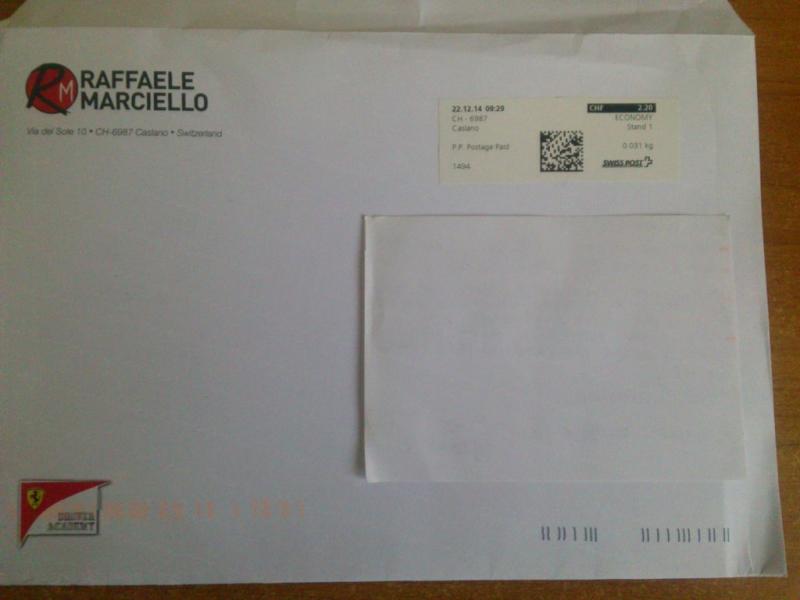 RM RAFFAELE
MARCIELLO
Via del Sole 10 • CH-6987 Caslano • Switzerland
22.12.14 09:29
CH - 6987
Caslano
P.P. Postage Paid
1494
CHF 2.20
ECONOMY
Stand 1
0.031 kg
SWISS POST
DRIVER
ACADEMY